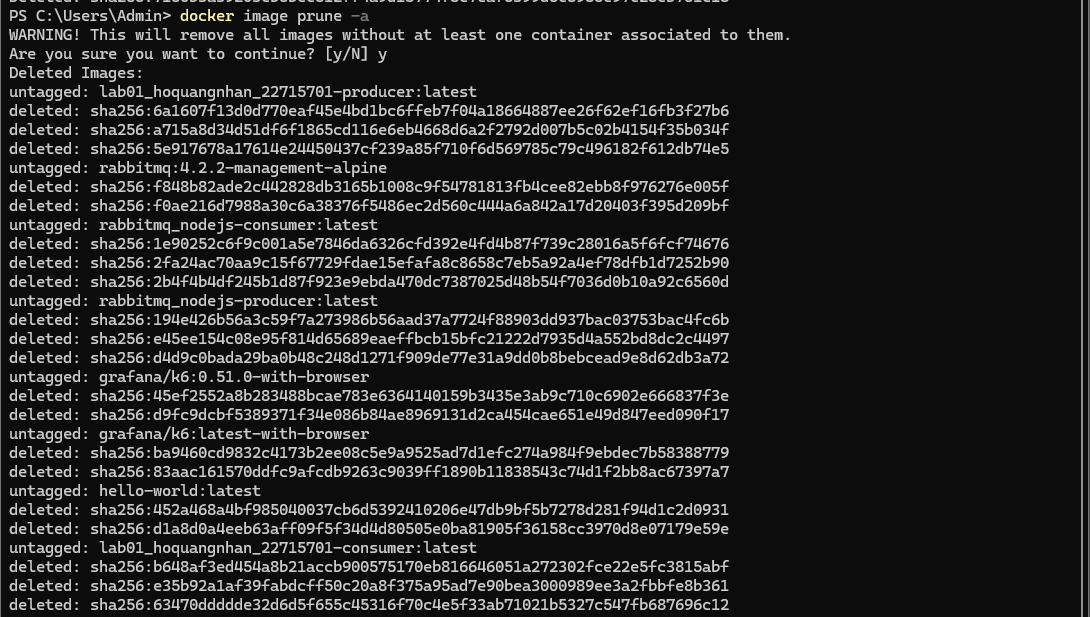 PS C:\Users\Admin> docker image prune -a
WARNING! This will remove all images without at least one container associated to them.
Are you sure you want to continue? [y/N] y
Deleted Images:
untagged: lab01_hoquangnhan_22715701-producer:latest
deleted: sha256:6a1607f13d0d770eaf45e4bd1bc6ffeb7f04a18664887ee26f62ef16fb3f27b6
deleted: sha256:a715a8d34d51df6f1865cd116e6eb4668d6a2f2792d007b5c02b4154f35b034f
deleted: sha256:5e917678a17614e24450437cf239a85f710f6d569785c79c496182f612db74e5
untagged: rabbitmq:4.2.2-management-alpine
deleted: sha256:f848b82ade2c442828db3165b1008c9f54781813fb4cee82ebb8f976276e005f
deleted: sha256:f0ae216d7988a30c6a38376f5486ec2d560c444a6a842a17d20403f395d209bf
untagged: rabbitmq_nodejs-consumer:latest
deleted: sha256:1e90252c6f9c001a5e7846da6326cfd392e4fd4b87f739c28016a5f6fcf74676
deleted: sha256:2fa24ac70aa9c15f67729fdae15efafa8c8658c7eb5a92a4ef78dfb1d7252b90
deleted: sha256:2b4f4b4df245b1d87f923e9ebda470dc7387025d48b54f7036d0b10a92c6560d
untagged: rabbitmq_nodejs-producer:latest
deleted: sha256:194e426b56a3c59f7a273986b56aad37a7724f88903dd937bac03753bac4fc6b
deleted: sha256:e45ee154c08e95f814d65689eaeffbcb15bfc21222d7935d4a552bd8dc2c4497
deleted: sha256:d4d9c0bada29ba0b48c248d1271f909de77e31a9dd0b8bebcead9e8d62db3a72
untagged: grafana/k6:0.51.0-with-browser
deleted: sha256:45ef2552a8b283488bcae783e6364140159b3435e3ab9c710c6902e666837f3e
deleted: sha256:d9fc9dcbf5389371f34e086b84ae8969131d2ca454cae651e49d847eed090f17
untagged: grafana/k6:latest-with-browser
deleted: sha256:ba9460cd9832c4173b2ee08c5e9a9525ad7d1efc274a984f9ebdec7b58388779
deleted: sha256:83aac161570ddfc9afcdb9263c9039ff1890b11838543c74d1f2bb8ac67397a7
untagged: hello-world:latest
deleted: sha256:452a468a4bf985040037cb6d5392410206e47db9bf5b7278d281f94d1c2d0931
deleted: sha256:d1a8d0a4eeb63aff09f5f34d4d80505e0ba81905f36158cc3970d8e07179e59e
untagged: lab01_hoquangnhan_22715701-consumer:latest
deleted: sha256:b648af3ed454a8b21accb900575170eb816646051a272302fce22e5fc3815abf
deleted: sha256:e35b92a1af39fabdcff50c20a8f375a95ad7e90bea3000989ee3a2fbbfe8b361
deleted: sha256:63470ddddde32d6d5f655c45316f70c4e5f33ab71021b5327c547fb687696c12